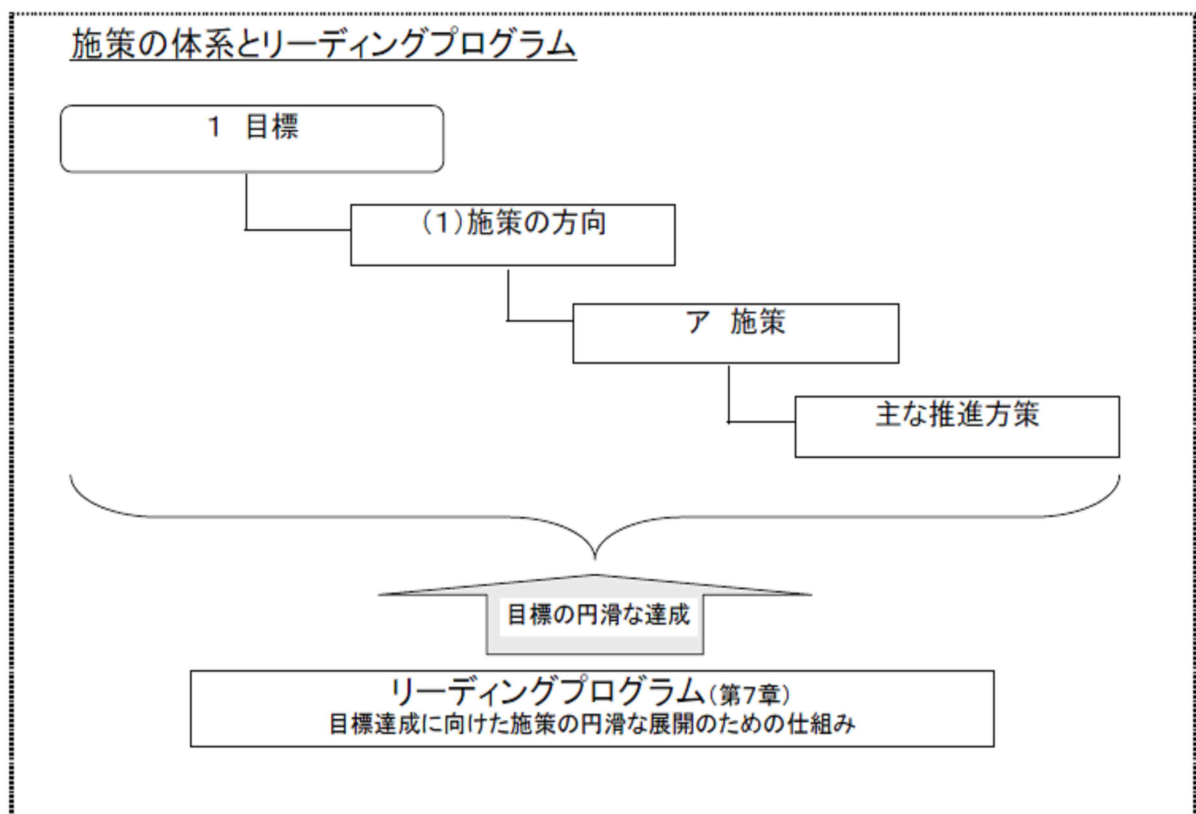 施策の体系とリーディングプログラム
1 目標
(1)施策の方向
ア 施策
主な推進方策
目標の円滑な達成
リーディングプログラム(第7章)
目標達成に向けた施策の円滑な展開のための仕組み